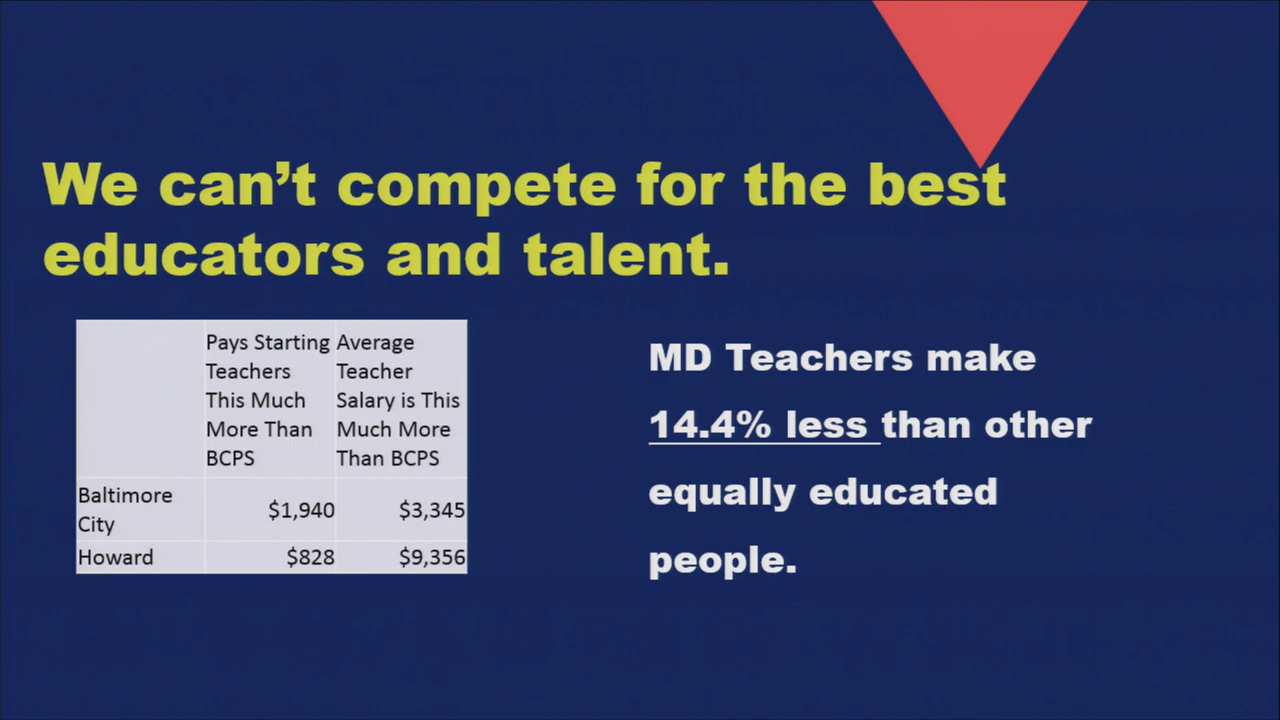 We can't compete for the best
educators and talent.
Pays Starting
Teachers
This Much
More Than
BCPS
Average
Teacher
Salary is This
Much More
Than BCPS
Baltimore
City
$1,940
$3,345
Howard
$828
$9,356
MD Teachers make
14.4% less than other
equally educated
people.